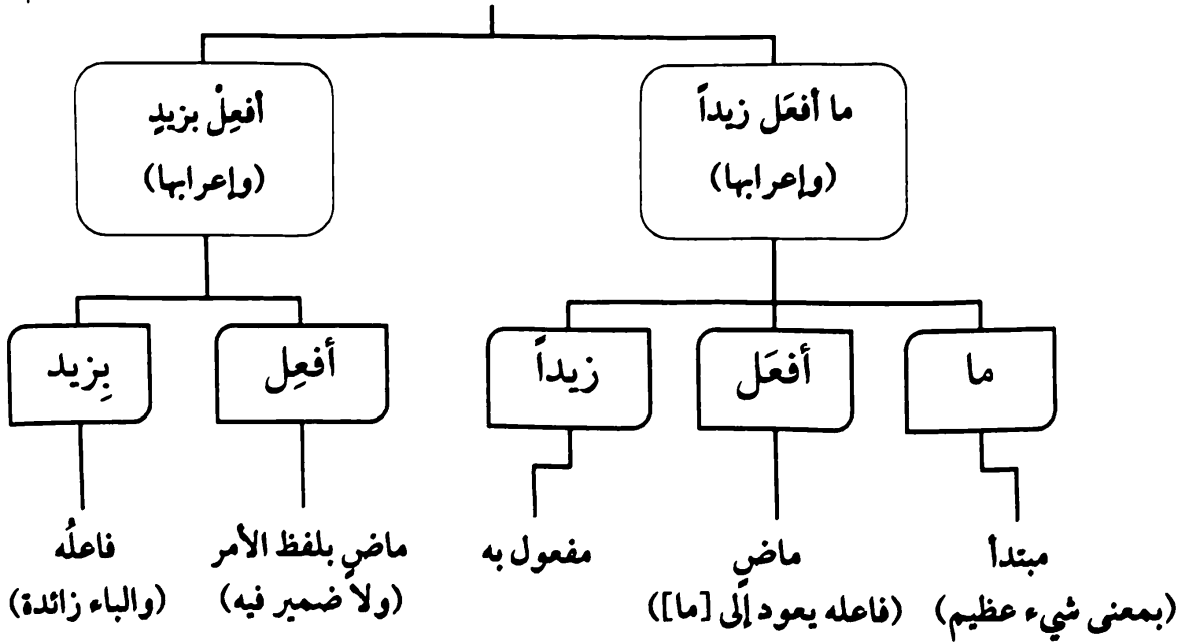 ما أفعَل زيداً
(وإعرابها)
أفعِلْ بزيدٍ
(وإعرابها)
ما
أفعَل
زيداً
أفعِل
بِزيد
مبتدأ
(بمعنى شيء عظيم)
ماضٍ
(فاعله يعود إلى [ما])
مفعول به
ماضٍ بلفظ الأمر
(ولا ضمير فيه)
فاعلُه
(والباء زائدة)